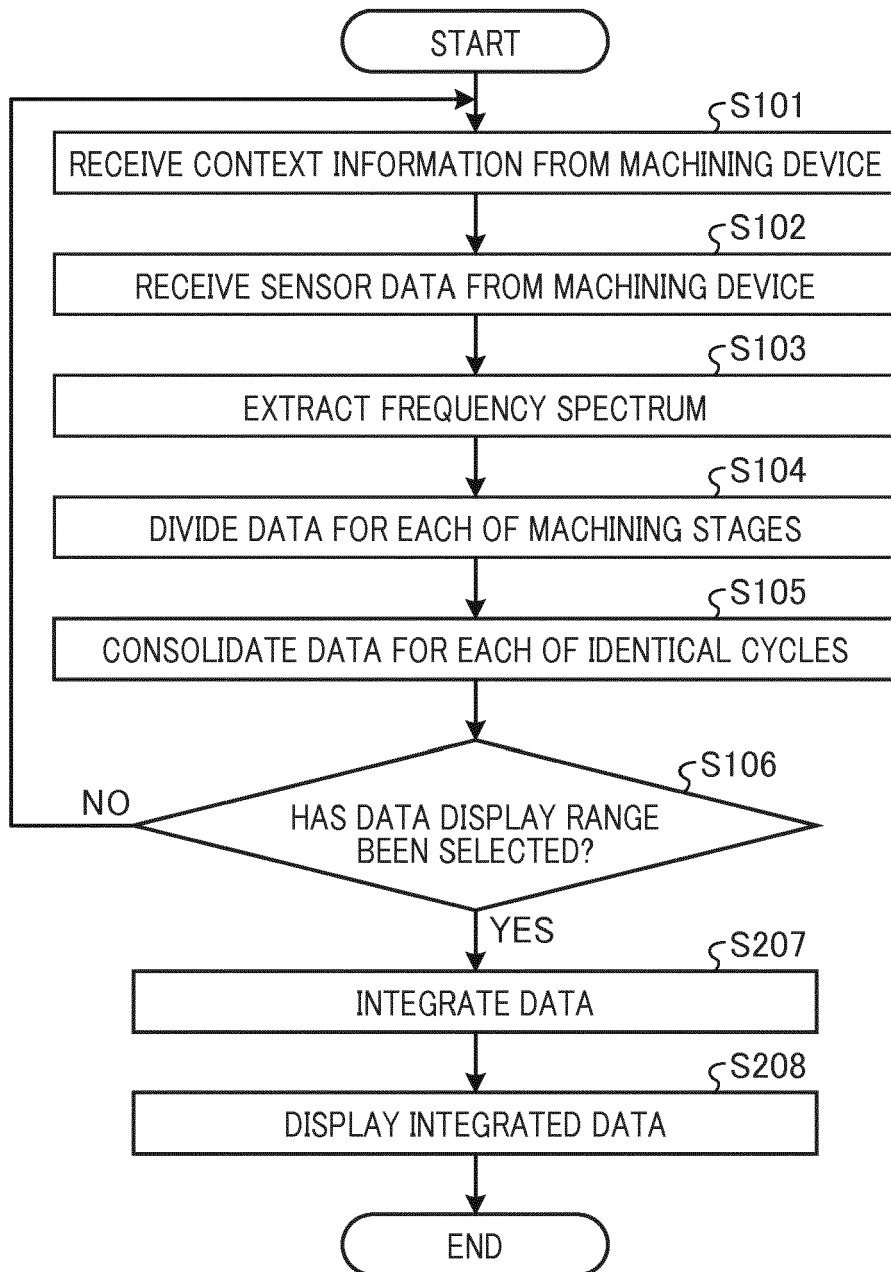 START
S101
RECEIVE CONTEXT INFORMATION FROM MACHINING DEVICE
S102
RECEIVE SENSOR DATA FROM MACHINING DEVICE
S103
EXTRACT FREQUENCY SPECTRUM
S104
DIVIDE DATA FOR EACH OF MACHINING STAGES
S105
CONSOLIDATE DATA FOR EACH OF IDENTICAL CYCLES
S106
NO
HAS DATA DISPLAY RANGE
BEEN SELECTED?
YES
S207
INTEGRATE DATA
S208
DISPLAY INTEGRATED DATA
END